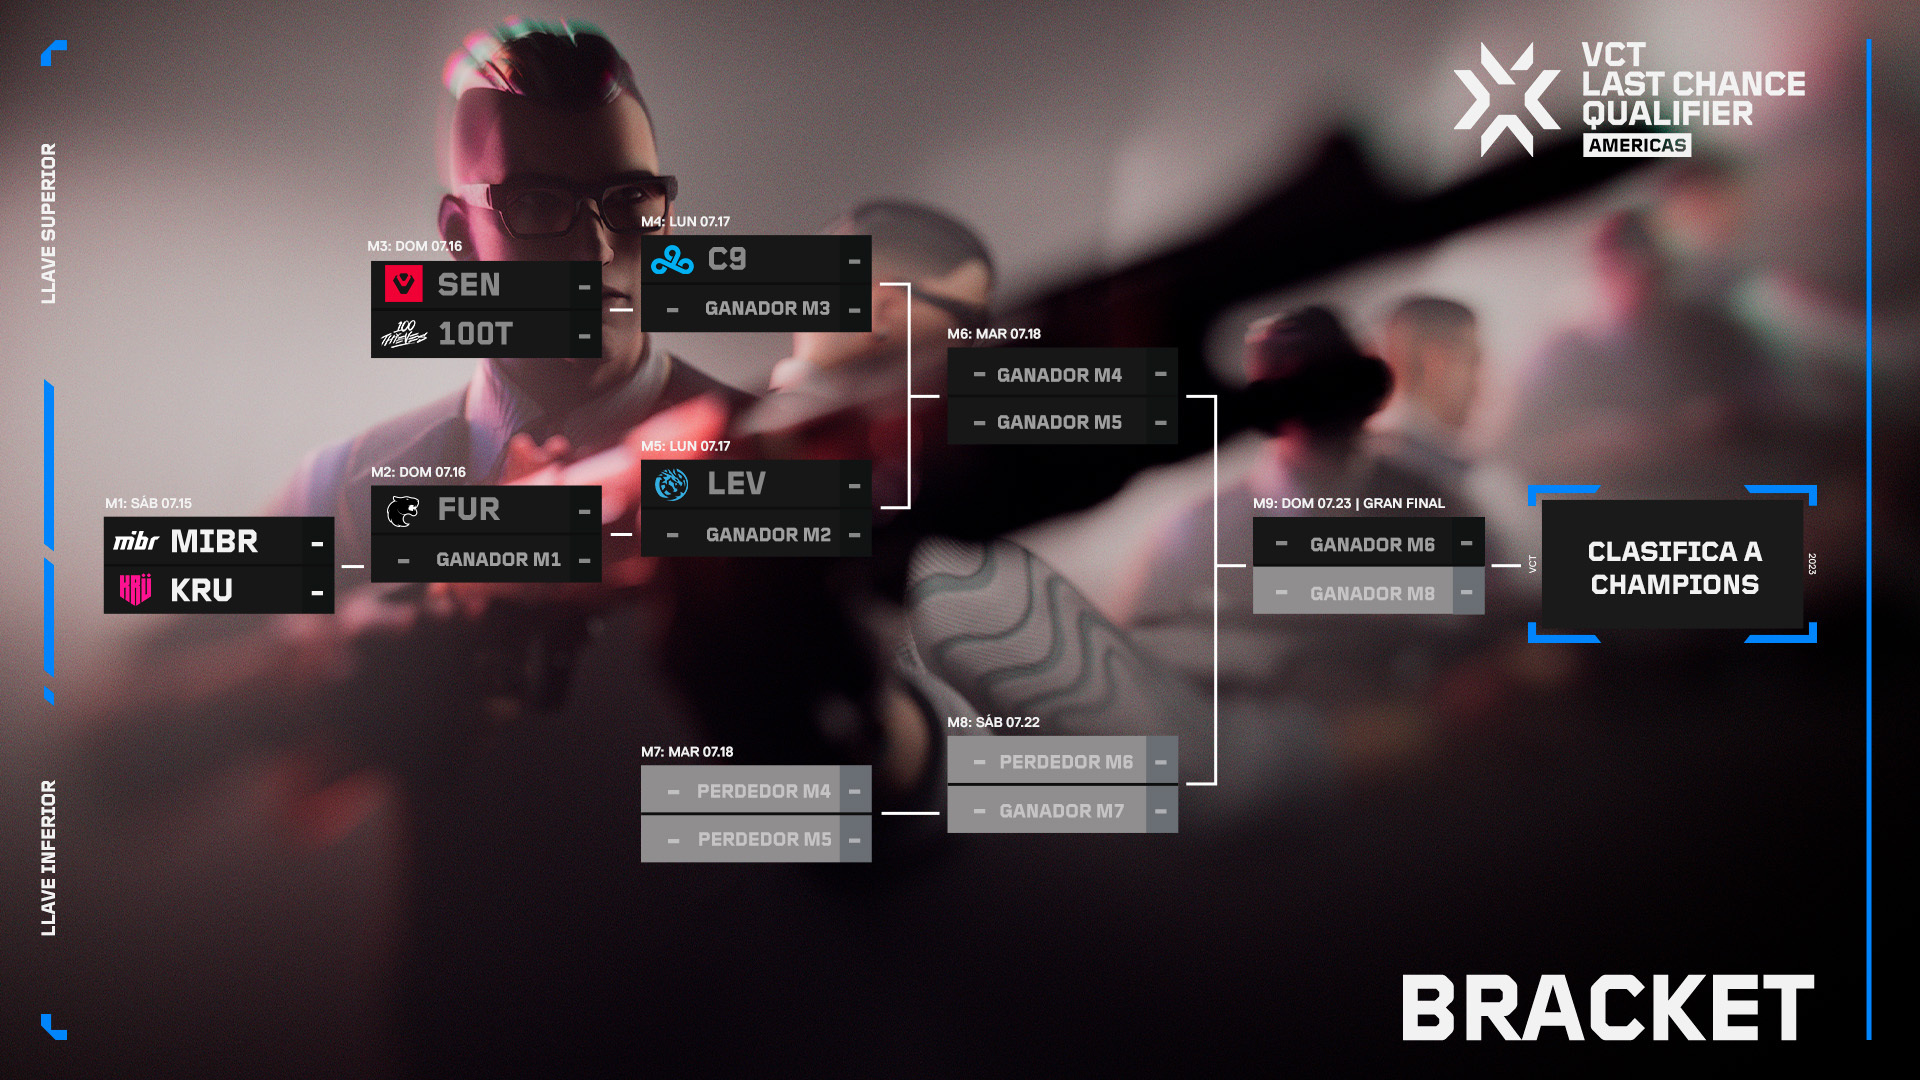 VCT
LAST CHANCE
QUALIFIER
AMERICAS
LLAVE SUPERIOR
M4: LUN 07.17
C9 -
- GANADOR M3 -
M3: DOM 07.16
SEN -
100 THIEVES 100T -
M6: MAR 07.18
- GANADOR M4 -
- GANADOR M5 -
M5: LUN 07.17
LEV -
- GANADOR M2 -
M2: DOM 07.16
FUR -
- GANADOR M1 -
M1: SÁB 07.15
mibr MIBR -
KRÜ KRU -
M9: DOM 07.23 | GRAN FINAL
- GANADOR M6 -
- GANADOR M8 -
VCT
CLASIFICA A
CHAMPIONS
2023
M8: SÁB 07.22
- PERDEDOR M6 -
- GANADOR M7 -
M7: MAR 07.18
- PERDEDOR M4 -
- PERDEDOR M5 -
LLAVE INFERIOR
BRACKET